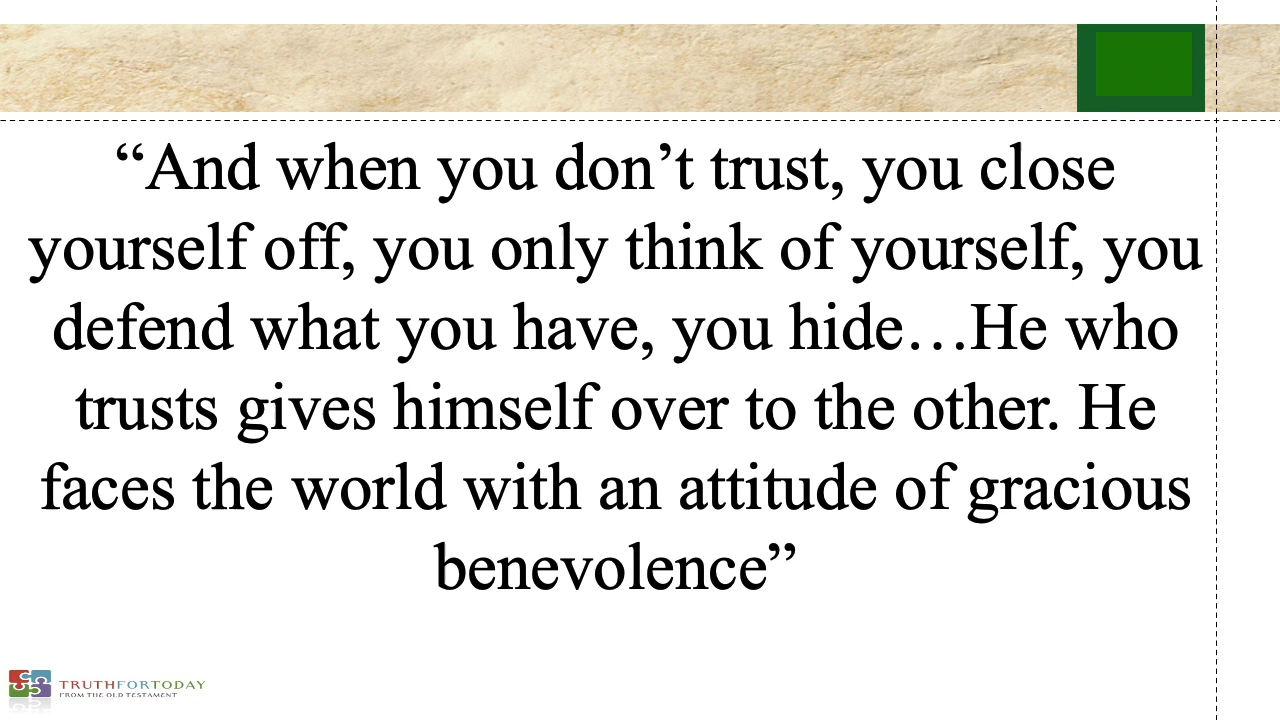 “And when you don’t trust, you close
yourself off, you only think of yourself, you
defend what you have, you hide…He who
trusts gives himself over to the other. He
faces the world with an attitude of gracious
benevolence”
TRUTHFORTODAY
FROM THE OLD TESTAMENT